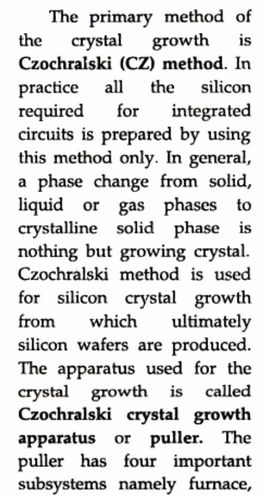 The primary method of
the crystal growth is
Czochralski (CZ) method. In
practice all the silicon
required for integrated
circuits is prepared by using
this method only. In general,
a phase change from solid,
liquid or gas phases to
crystalline solid phase is
nothing but growing crystal.
Czochralski method is used
for silicon crystal growth
from which ultimately
silicon wafers are produced.
The apparatus used for the
crystal growth is called
Czochralski crystal growth
apparatus or puller. The
puller has four important
subsystems namely furnace,